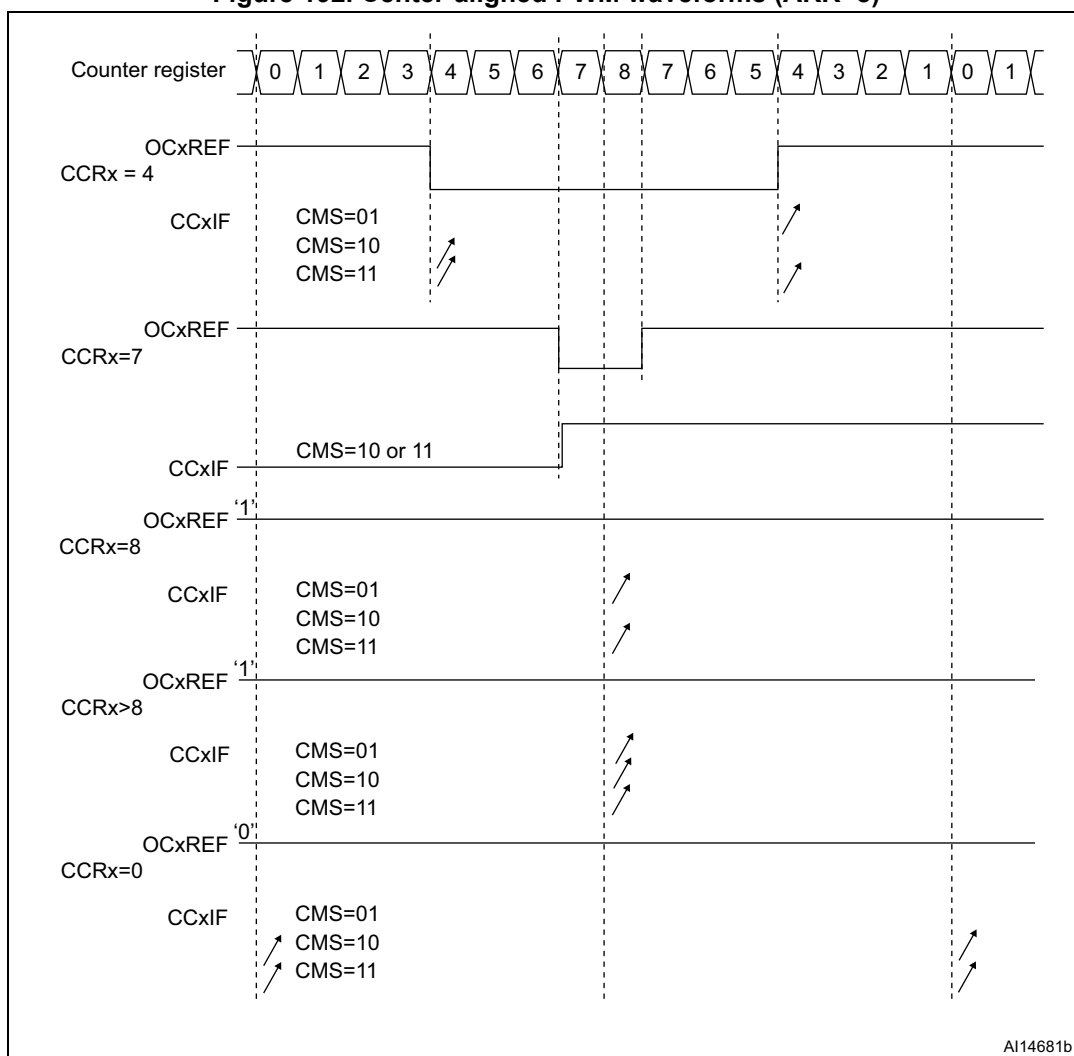 Figure Center-aligned PWM waveforms
Counter register 0 1 2 3 4 5 6 7 8 7 6 5 4 3 2 1 0 1
OCxREF
CCRx = 4
CCxIF CMS=01
CMS=10
CMS=11
OCxREF
CCRx=7
CMS=10 or 11
CCxIF
OCxREF '1'
CCRx=8
CCxIF CMS=01
CMS=10
CMS=11
OCxREF '1'
CCRx>8
CCxIF CMS=01
CMS=10
CMS=11
OCxREF '0'
CCRx=0
CCxIF CMS=01
CMS=10
CMS=11
AI14681b